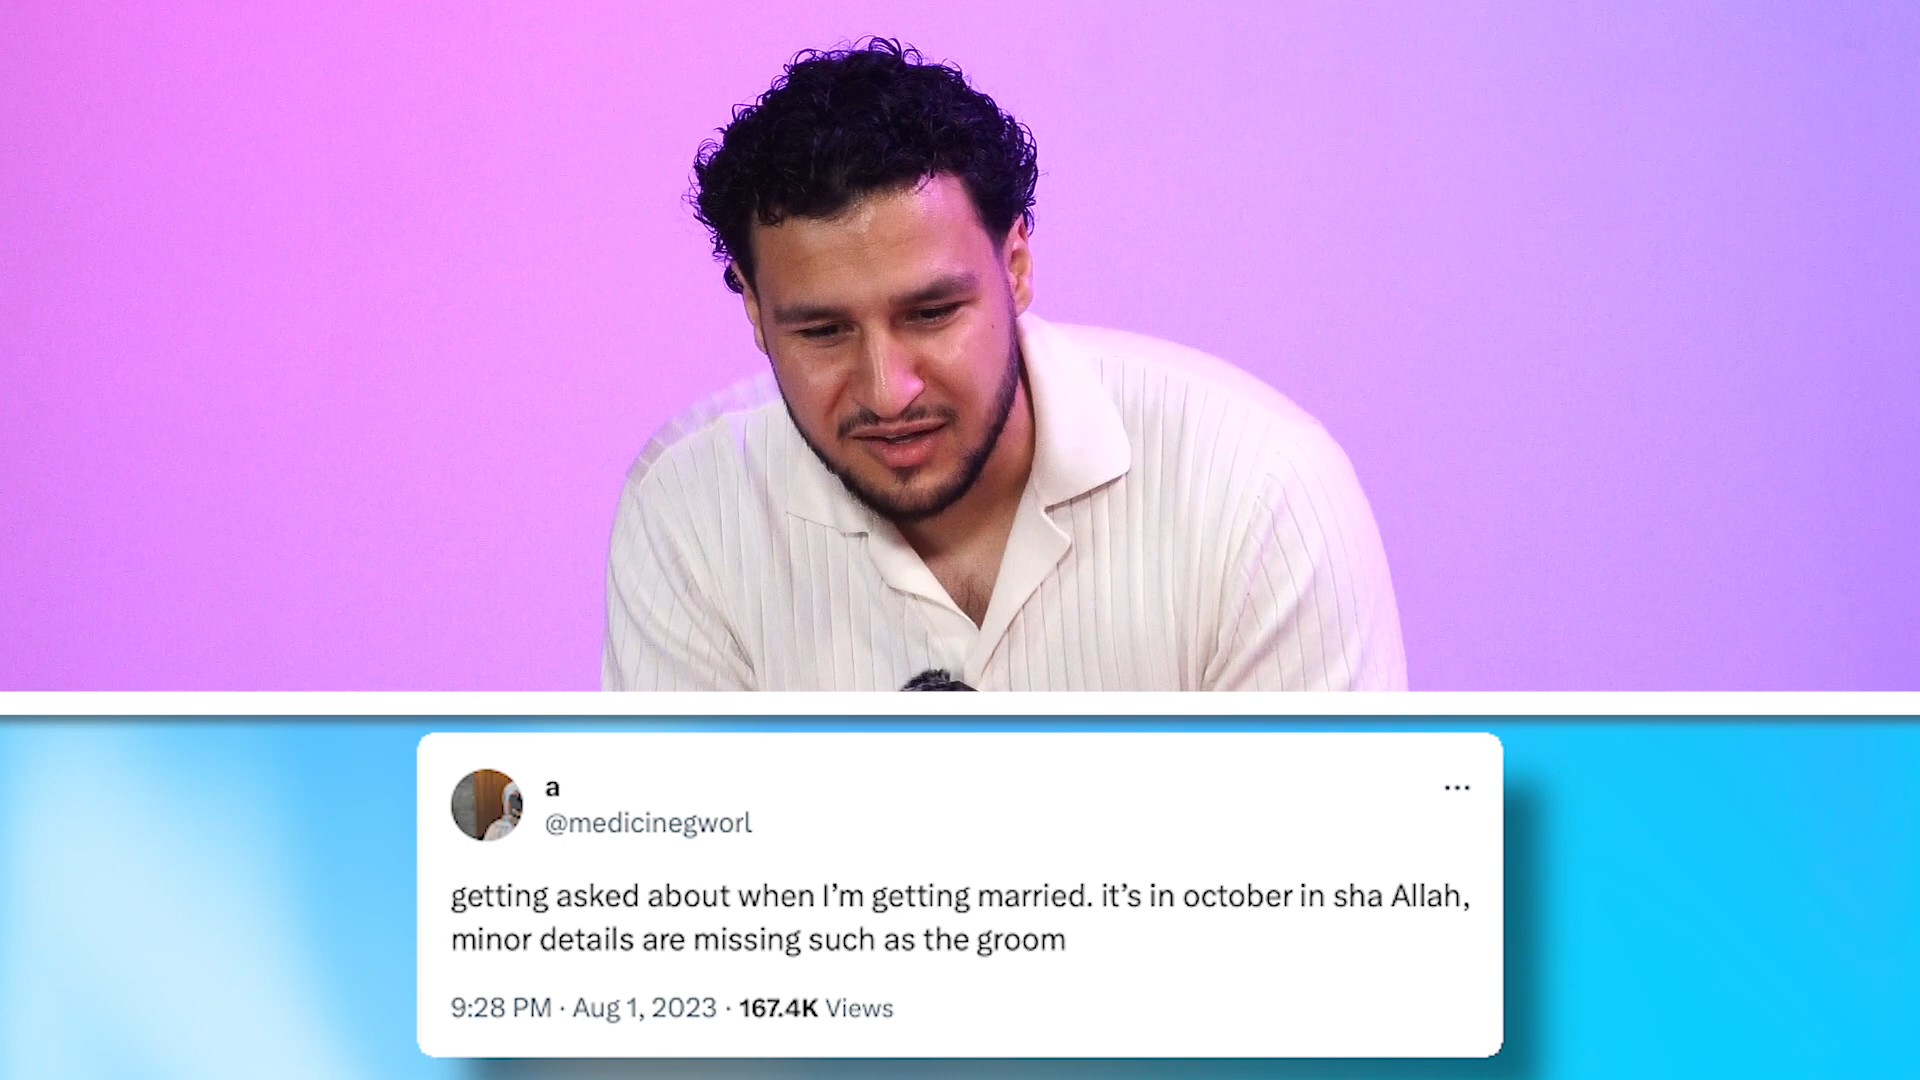 a
@medicinegworl
getting asked about when I’m getting married. it’s in october in sha Allah,
minor details are missing such as the groom
9:28 PM · Aug 1, 2023 · 167.4K Views